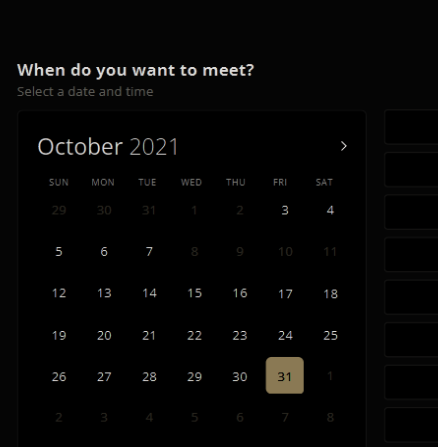 When do you want to meet?
Select a date and time
October 2021
SUN MON TUE WED THU FRI SAT
29 30 31 1 2 3 4
5 6 7 8 9 10 11
12 13 14 15 16 17 18
19 20 21 22 23 24 25
26 27 28 29 30 31 1
2 3 4 5 6 7 8